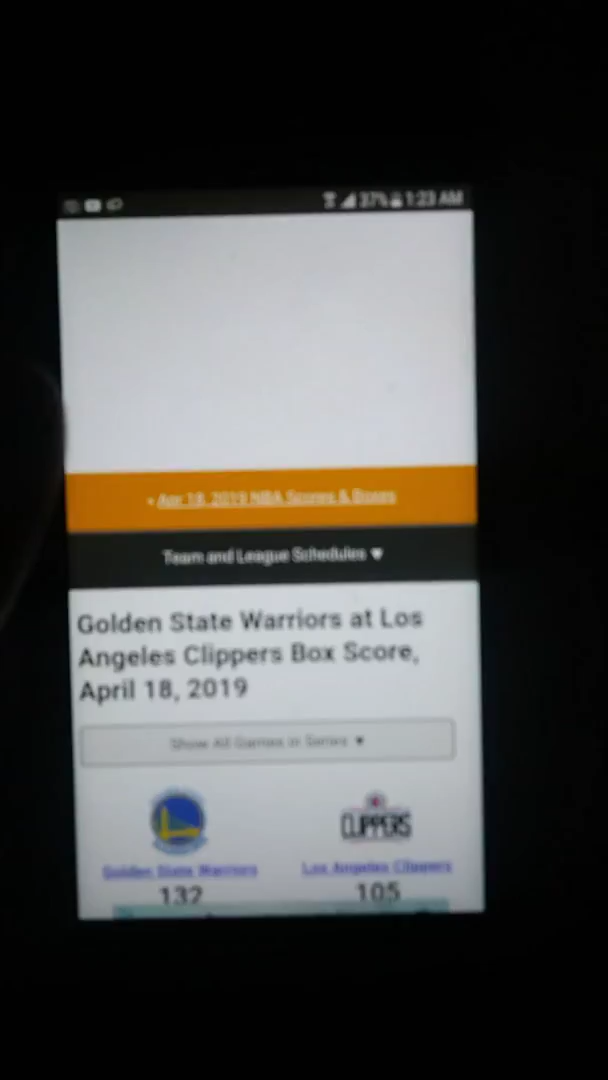 37% 1:23 AM
• Apr 18, 2019 NBA Scores & Boxes
Team and League Schedules ▼
Golden State Warriors at Los
Angeles Clippers Box Score,
April 18, 2019
Show All Games in Series ▼
CLIPPERS
Golden State Warriors
Los Angeles Clippers
132
105